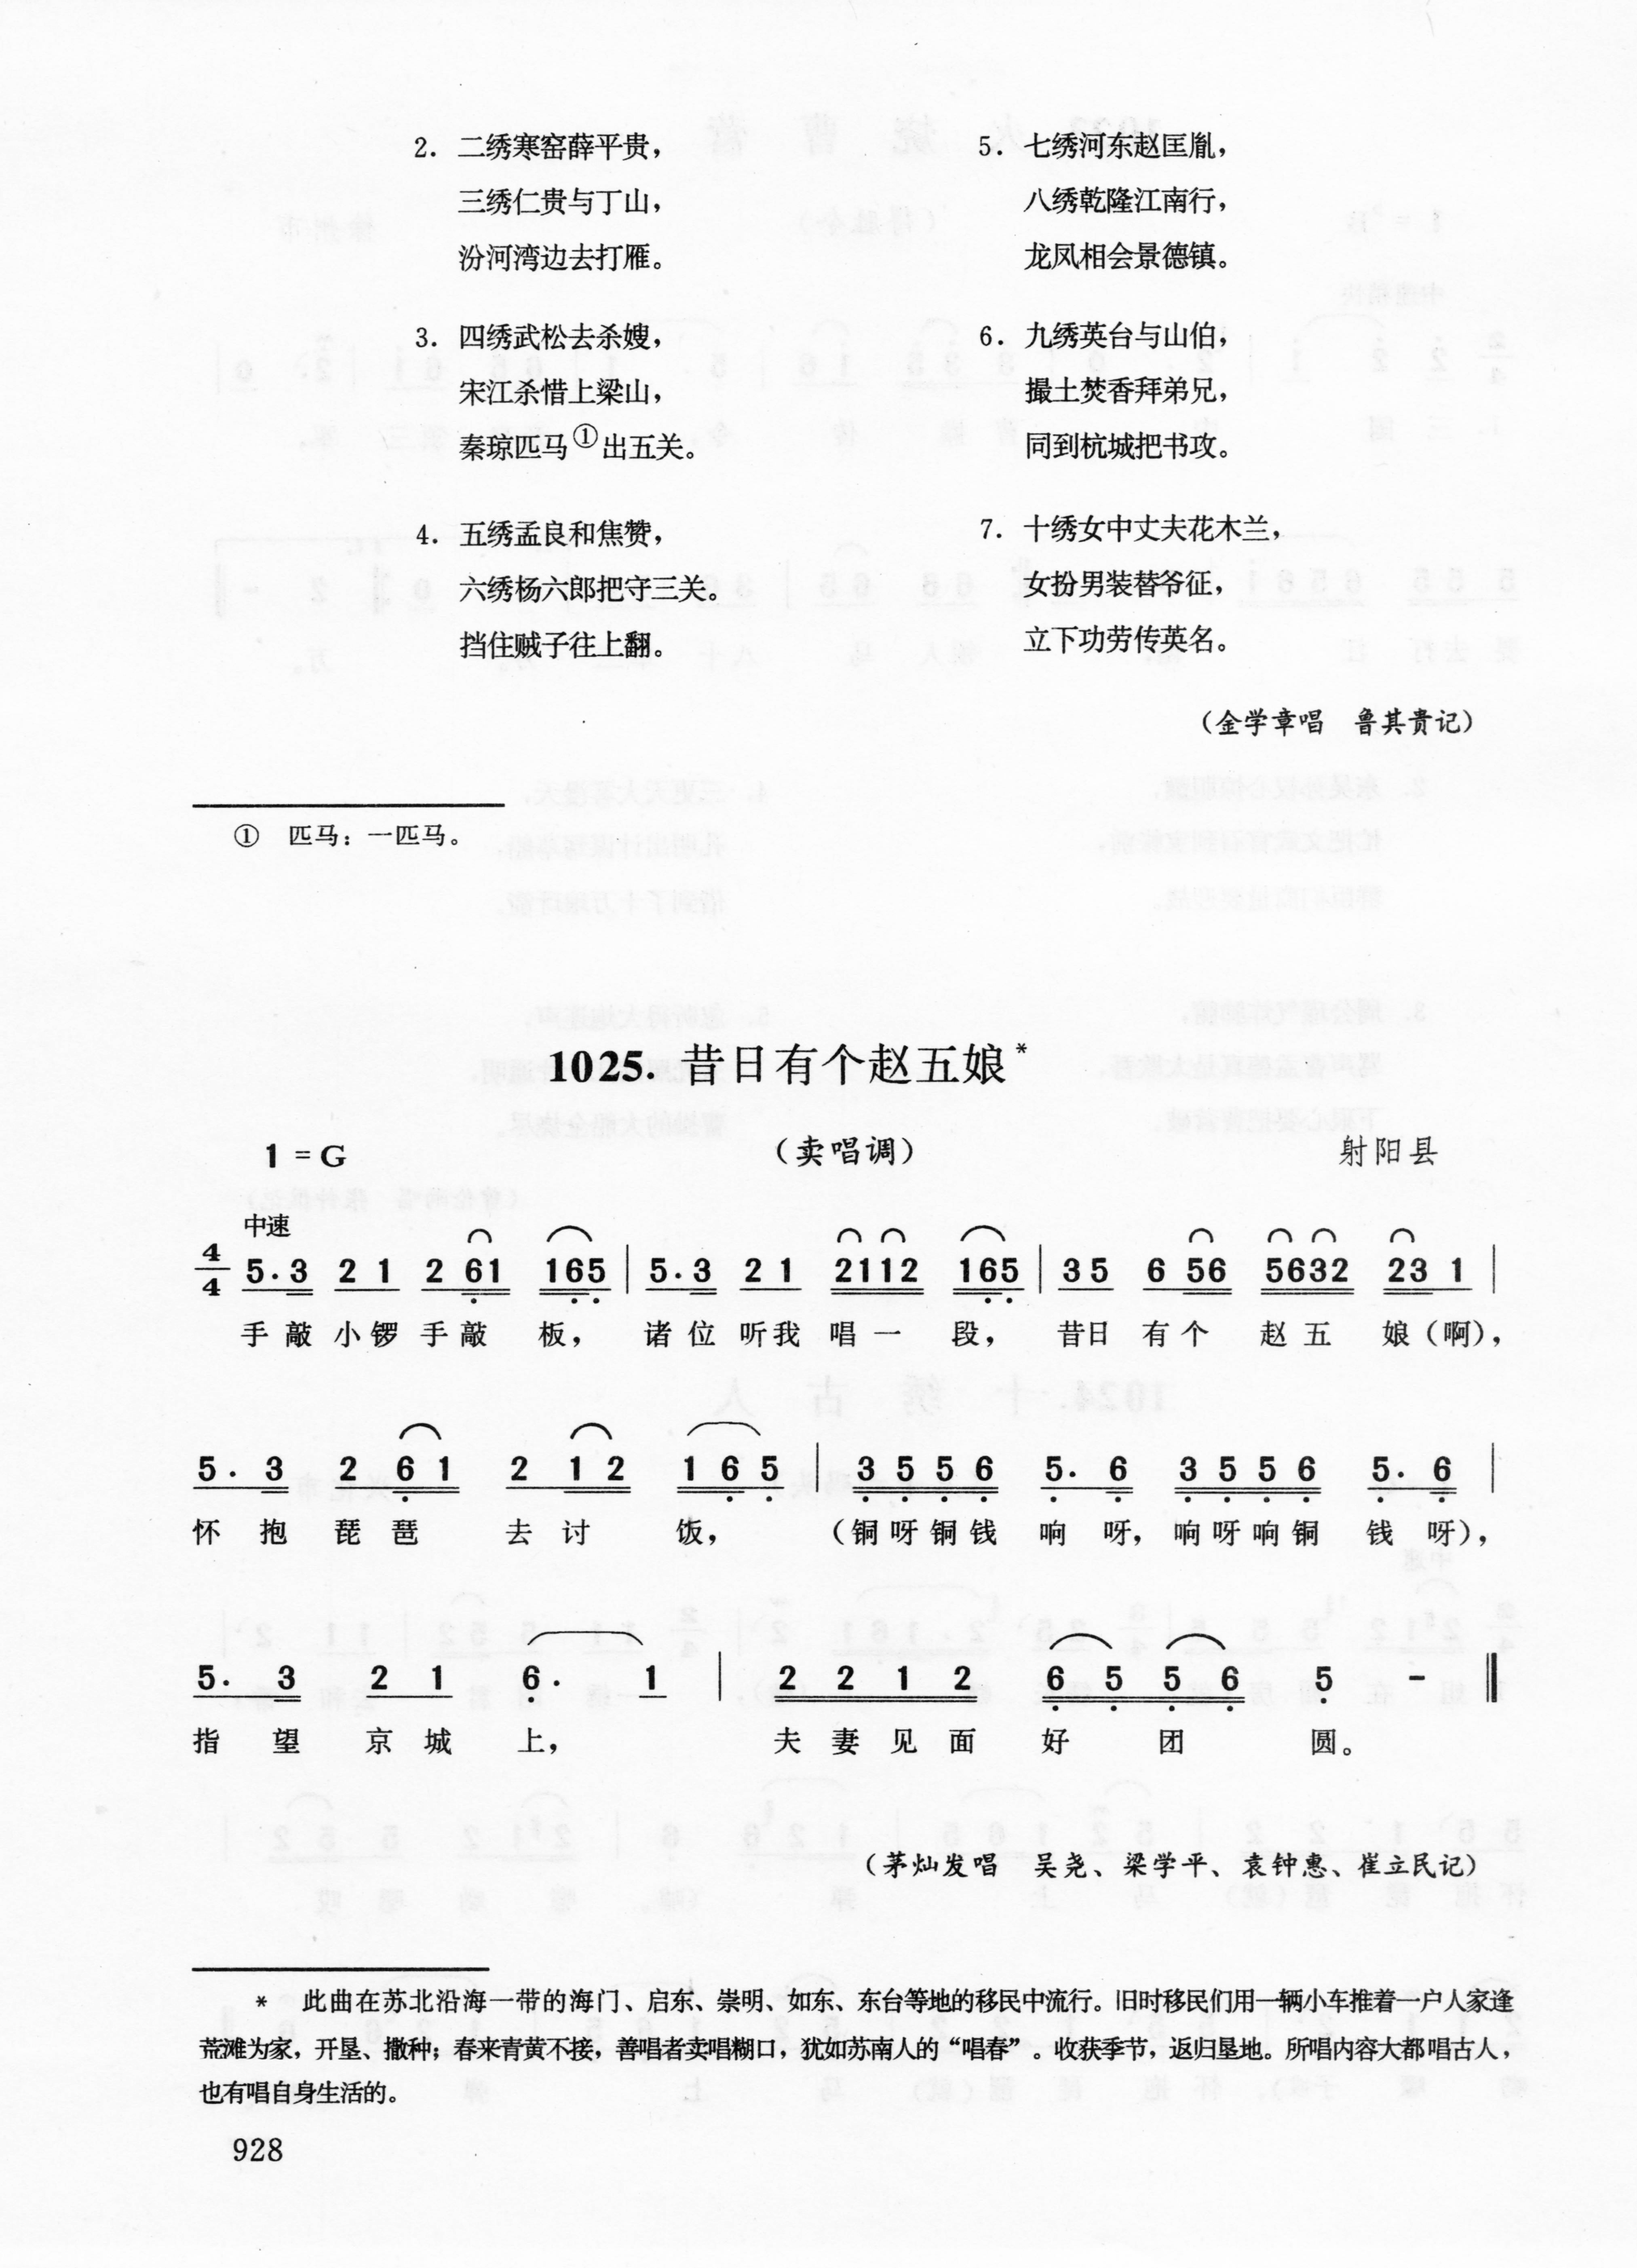 2. 二绣寒窑薛平贵，
三绣仁贵与丁山，
汾河湾边去打雁。
3. 四绣武松去杀嫂，
宋江杀惜上梁山，
秦琼匹马①出五关。
4. 五绣孟良和焦赞，
六绣杨六郎把守三关。
挡住贼子往上翻。
5. 七绣河东赵匡胤，
八绣乾隆江南行，
龙凤相会景德镇。
6. 九绣英台与山伯，
撮土焚香拜弟兄，
同到杭城把书攻。
7. 十绣女中丈夫花木兰，
女扮男装替爷征，
立下功劳传英名。
（金学章唱　鲁其贵记）
① 匹马：一匹马。
1025. 昔日有个赵五娘*
1 = G （卖唱调） 射阳县
中速
4/4 5·3 21 2 61 165 | 5·3 21 2112 165 | 35 6 56 5632 23 1 |
手敲小锣手敲板， 诸位听我唱一段， 昔日有个赵五娘（啊），
5·3 2 61 2 12 165 | 3556 5·6 3556 5·6 |
怀抱琵琶去讨饭， （铜呀铜钱响呀，响呀响铜钱呀），
5·3 21 6·1 | 2212 6556 5 - ‖
指望京城上， 夫妻见面好团圆。
（茅灿发唱　吴尧、梁学平、袁钟惠、崔立民记）
* 此曲在苏北沿海一带的海门、启东、崇明、如东、东台等地的移民中流行。旧时移民们用一辆小车推着一户人家逢
荒滩为家，开垦、撒种；春来青黄不接，善唱者卖唱糊口，犹如苏南人的“唱春”。收获季节，返归垦地。所唱内容大都唱古人，
也有唱自身生活的。
928